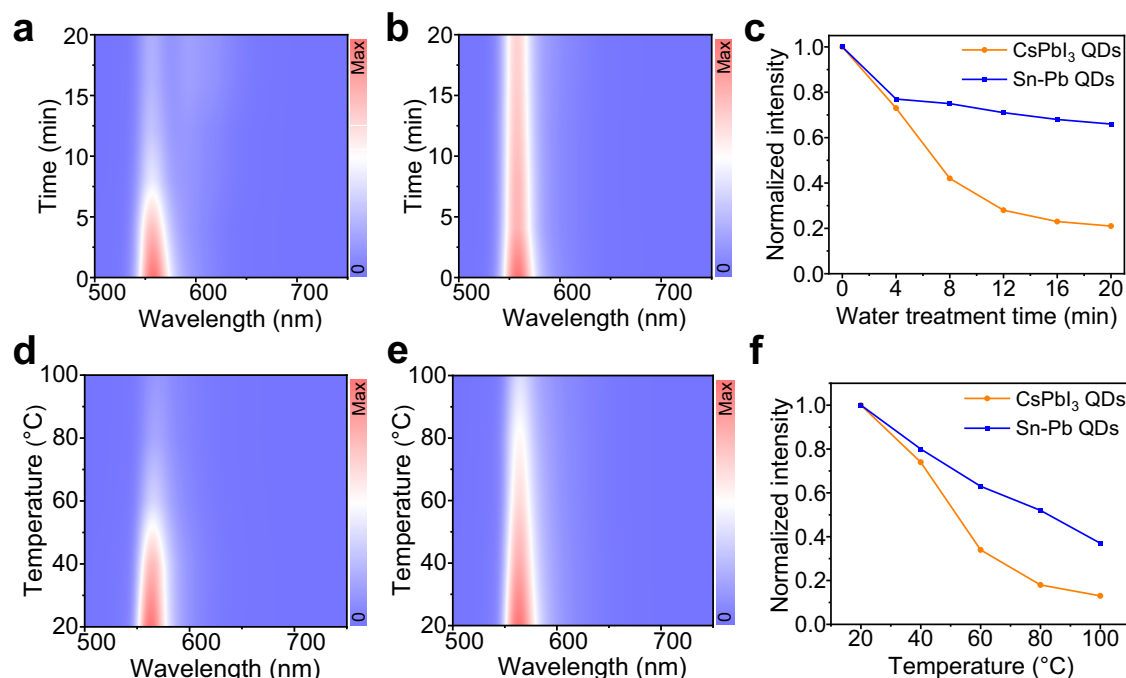 a
20
15
10
5
0
Time (min)
500
600
700
Wavelength (nm)
Max
0
b
20
15
10
5
0
Time (min)
500
600
700
Wavelength (nm)
Max
0
c
1.0
0.8
0.6
0.4
0.2
0.0
Normalized intensity
CsPbI₃ QDs
Sn-Pb QDs
0
4
8
12
16
20
Water treatment time (min)
d
100
80
60
40
20
Temperature (°C)
500
600
700
Wavelength (nm)
Max
0
e
100
80
60
40
20
Temperature (°C)
500
600
700
Wavelength (nm)
Max
0
f
1.0
0.8
0.6
0.4
0.2
0.0
Normalized intensity
CsPbI₃ QDs
Sn-Pb QDs
20
40
60
80
100
Temperature (°C)